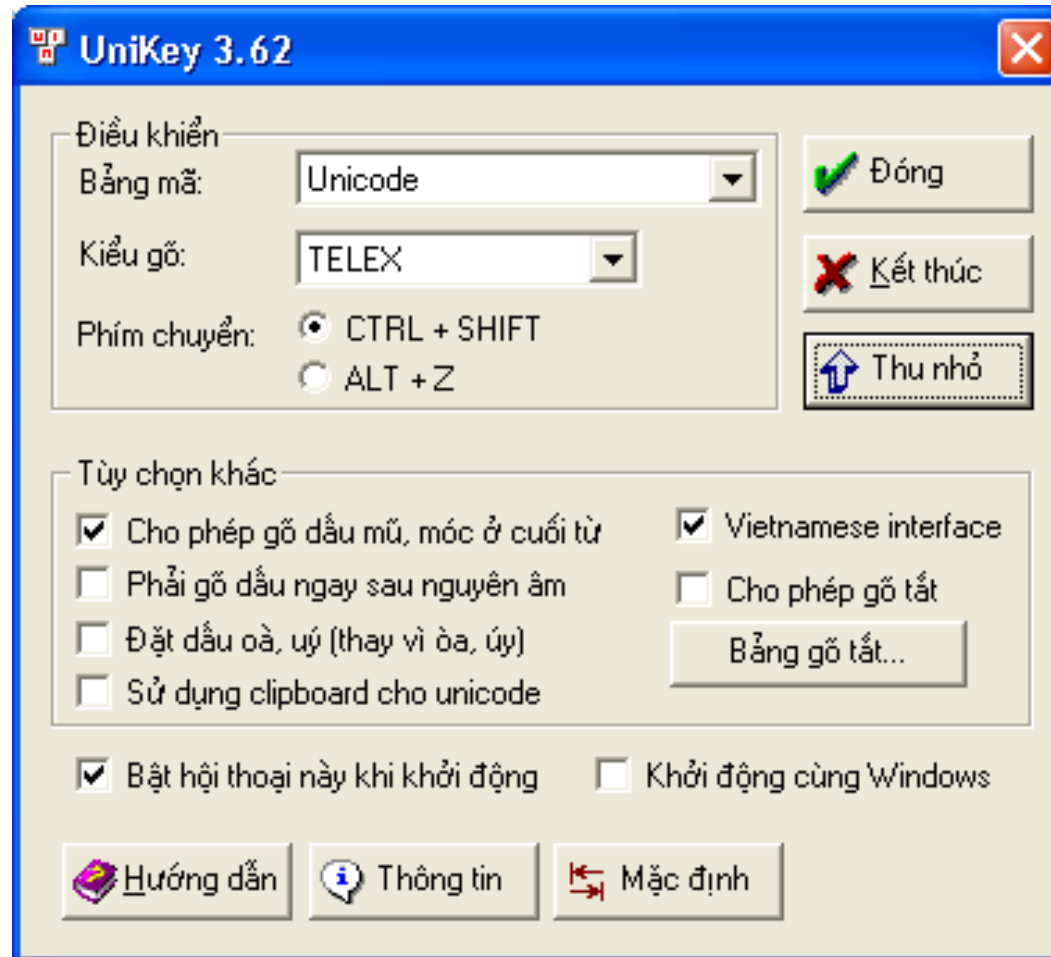 UniKey 3.62
Điều khiển
Bảng mã: Unicode
Kiểu gõ: TELEX
Phím chuyển: CTRL + SHIFT
ALT + Z
Đóng
Kết thúc
Thu nhỏ
Tùy chọn khác
Cho phép gõ dấu mũ, móc ở cuối từ
Phải gõ dấu ngay sau nguyên âm
Đặt dấu oà, uý (thay vì òa, úy)
Sử dụng clipboard cho unicode
Vietnamese interface
Cho phép gõ tắt
Bảng gõ tắt...
Bật hội thoại này khi khởi động
Khởi động cùng Windows
Hướng dẫn
Thông tin
Mặc định